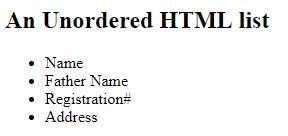 An Unordered HTML list
• Name
• Father Name
• Registration#
• Address